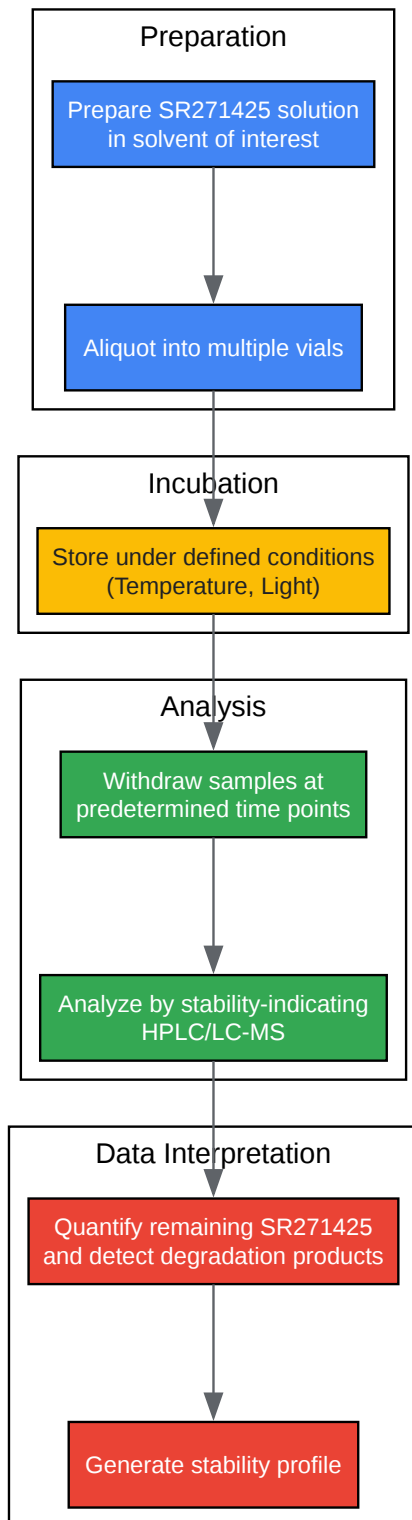 Preparation
Prepare SR271425 solution
in solvent of interest
Aliquot into multiple vials
Incubation
Store under defined conditions
(Temperature, Light)
Analysis
Withdraw samples at
predetermined time points
Analyze by stability-indicating
HPLC/LC-MS
Data Interpretation
Quantify remaining SR271425
and detect degradation products
Generate stability profile